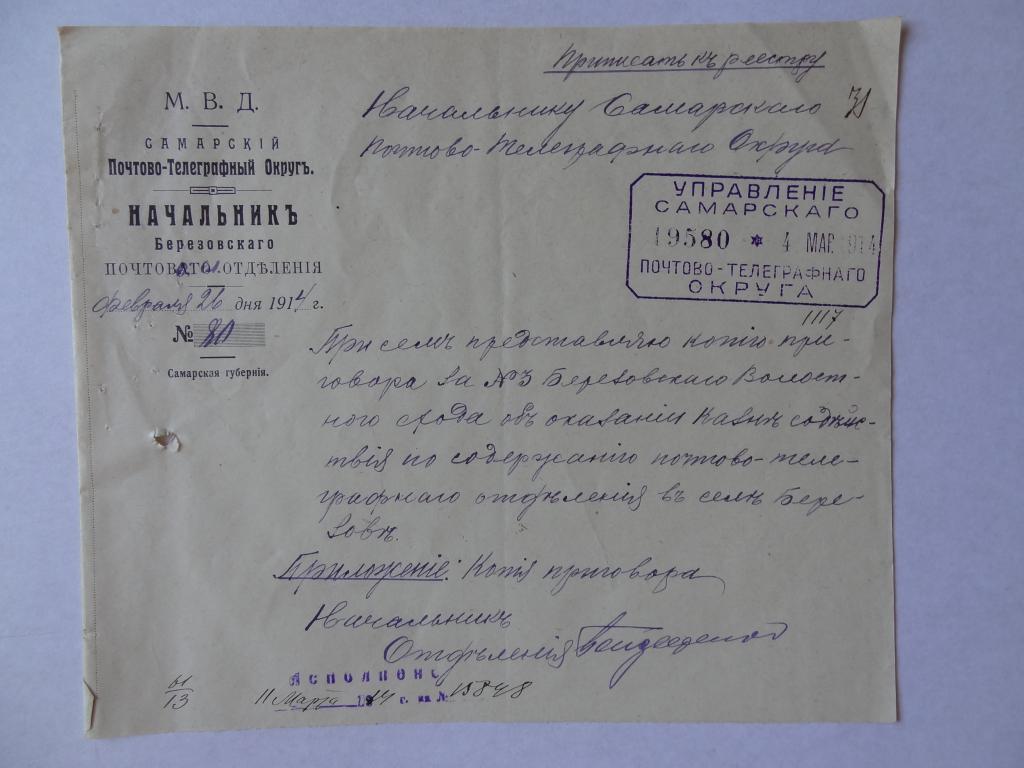 Приписать къ реестру
М. В. Д.
САМАРСКІЙ
Почтово-Телеграфный Округъ.
НАЧАЛЬНИКЪ
Березовскаго
ПОЧТОВАГО ОТДѢЛЕНІЯ
Февраля 26 дня 1914 г.
№ 80
Самарская губернія.
Начальнику Самарскаго
Почтово-Телеграфнаго Округа
УПРАВЛЕНІЕ
САМАРСКАГО
19580 * 4 МАР. 1914
ПОЧТОВО-ТЕЛЕГРАФНАГО
ОКРУГА
1117
При семъ представляю копію при-
говора за №3 Березовскаго Волост-
ного схода объ оказаніи казнѣ содѣйс-
твія по содержанію почтово-теле-
графнаго отдѣленія въ селѣ Бере-
зовкѣ.
Приложеніе: Копія приговора
Начальникъ
Отдѣленія
Исполнено
11 Марта 1914 г. за № 15848
61/13